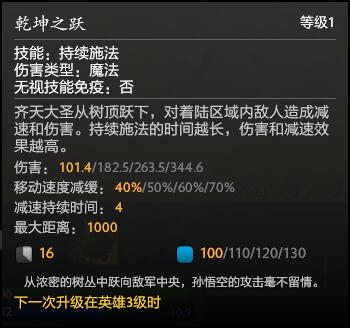 乾坤之跃 等级1
技能：持续施法
伤害类型：魔法
无视技能免疫：否
齐天大圣从树顶跃下，对着陆区域内敌人造成减
速和伤害。持续施法的时间越长，伤害和减速效
果越高。
伤害：101.4/182.5/263.5/344.6
移动速度减缓：40%/50%/60%/70%
减速持续时间：4
最大距离：1000
16 100/110/120/130
从浓密的树丛中跃向敌军中央，孙悟空的攻击毫不留情。
下一次升级在英雄3级时
+0.9